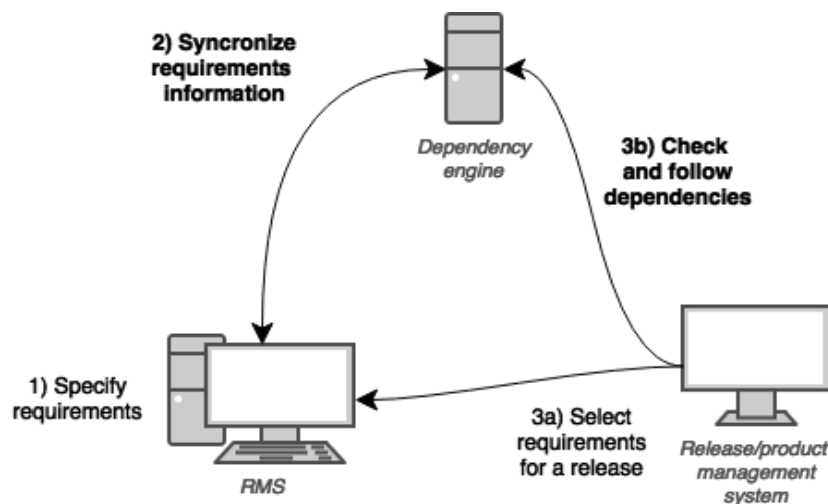 2) Syncronize
requirements
information
Dependency
engine
3b) Check
and follow
dependencies
1) Specify
requirements
RMS
3a) Select
requirements
for a release
Release/product
management
system